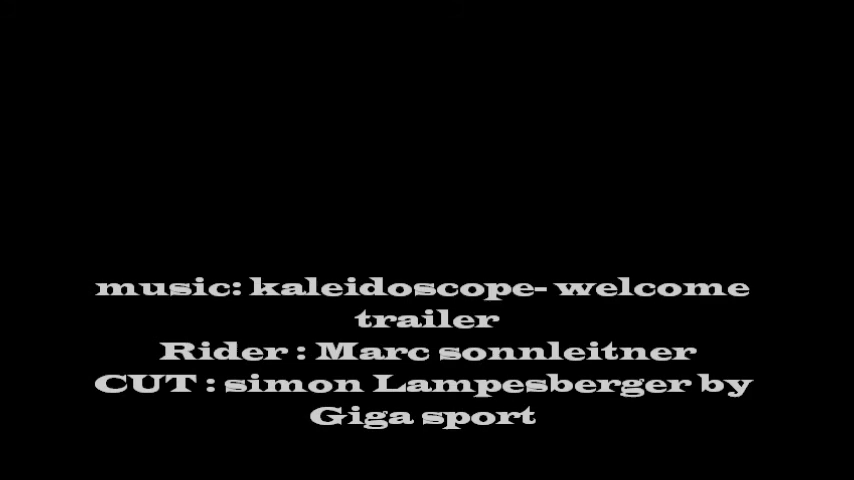 music: kaleidoscope- welcome
trailer
Rider : Marc sonnleitner
CUT : simon Lampesberger by
Giga sport